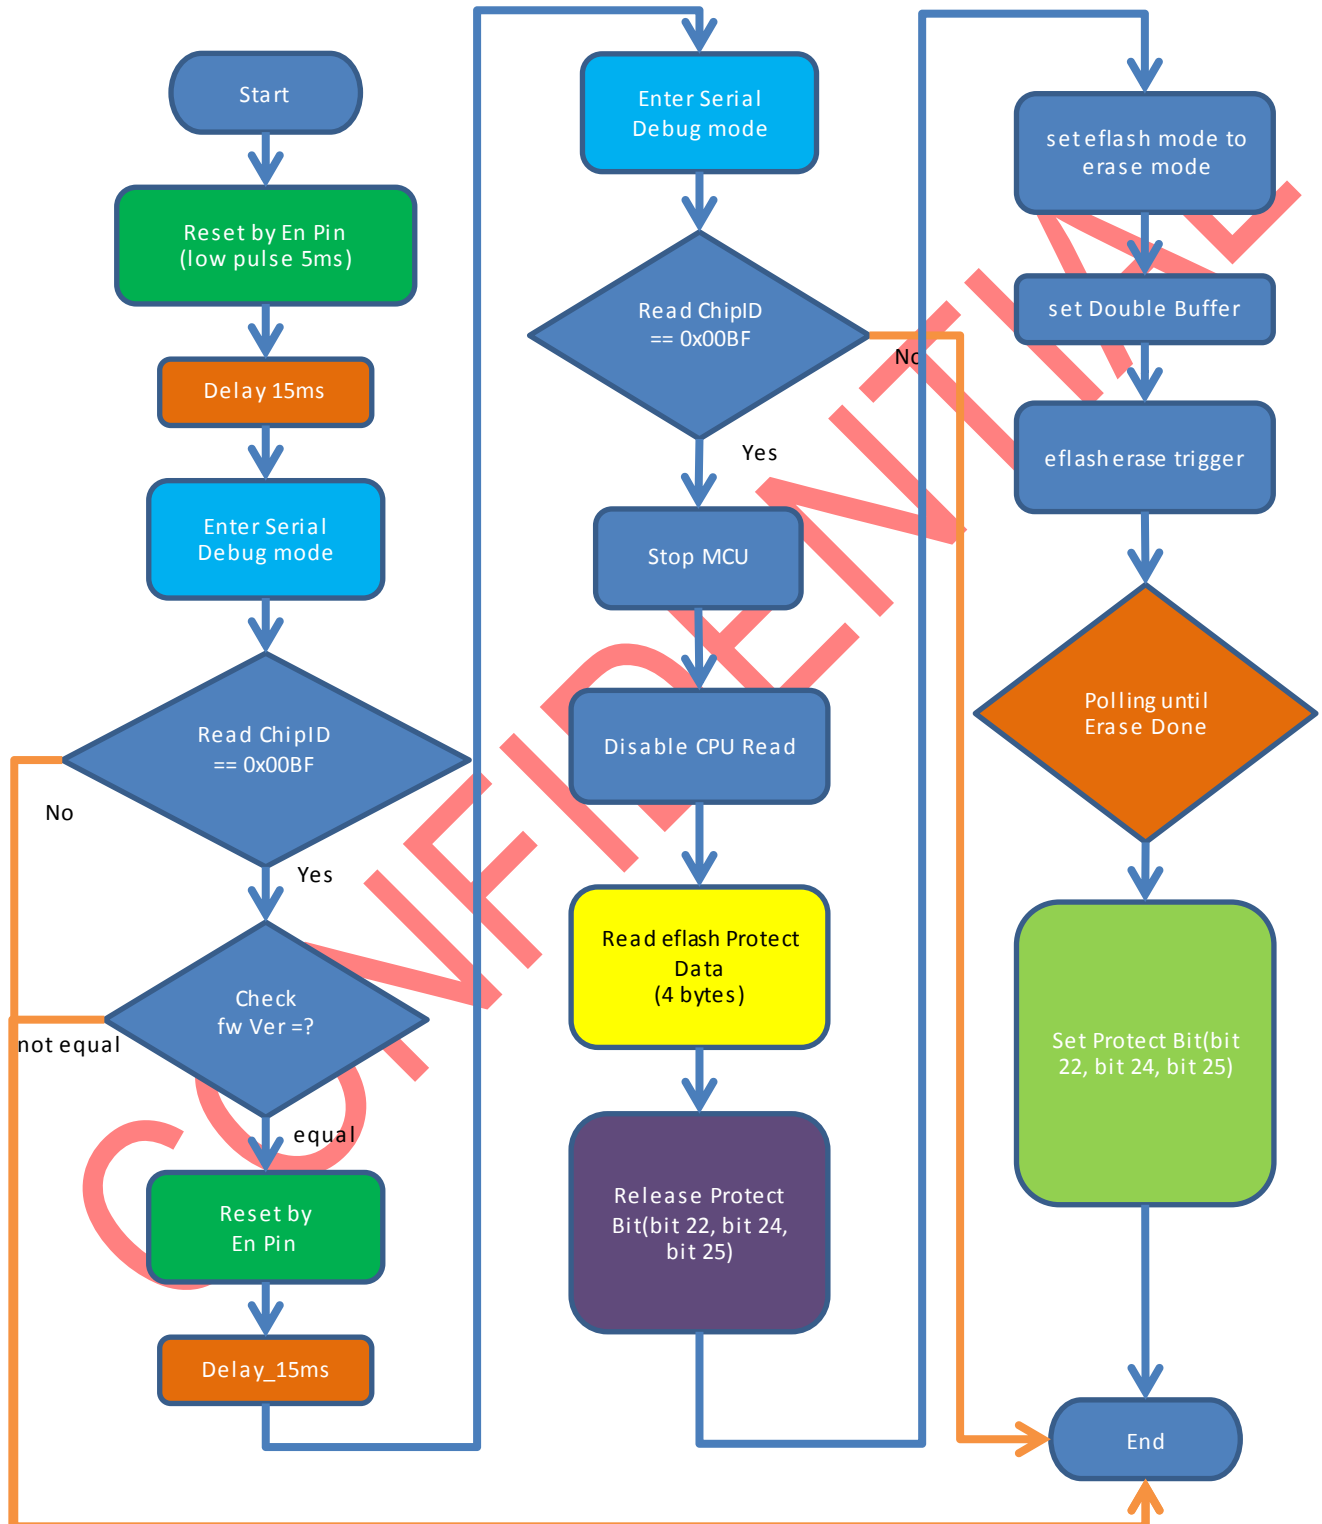 Start
Reset by En Pin
(low pulse 5ms)
Delay 15ms
Enter Serial
Debug mode
Read ChipID
== 0x00BF
No
Yes
Check
fw Ver =?
not equal
equal
Reset by
En Pin
Delay_15ms
Enter Serial
Debug mode
Read ChipID
== 0x00BF
No
Yes
Stop MCU
Disable CPU Read
Read eflash Protect
Data
(4 bytes)
Release Protect
Bit(bit 22, bit 24,
bit 25)
set eflash mode to
erase mode
set Double Buffer
eflash erase trigger
Polling until
Erase Done
Set Protect Bit(bit
22, bit 24, bit 25)
End
CONFIDENTIAL